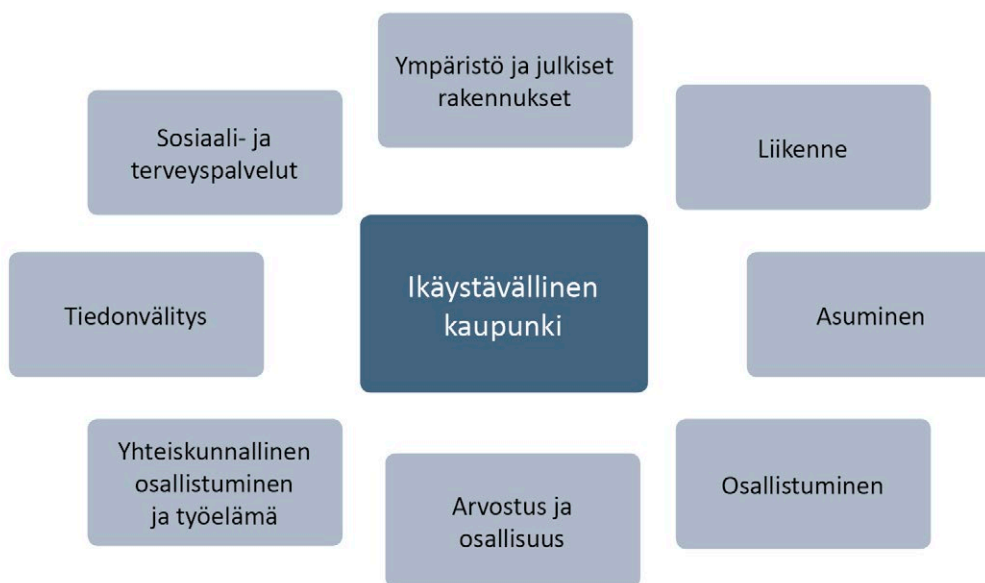 Ympäristö ja julkiset
rakennukset
Liikenne
Asuminen
Osallistuminen
Arvostus ja
osallisuus
Yhteiskunnallinen
osallistuminen
ja työelämä
Tiedonvälitys
Sosiaali- ja
terveyspalvelut
Ikäystävällinen
kaupunki